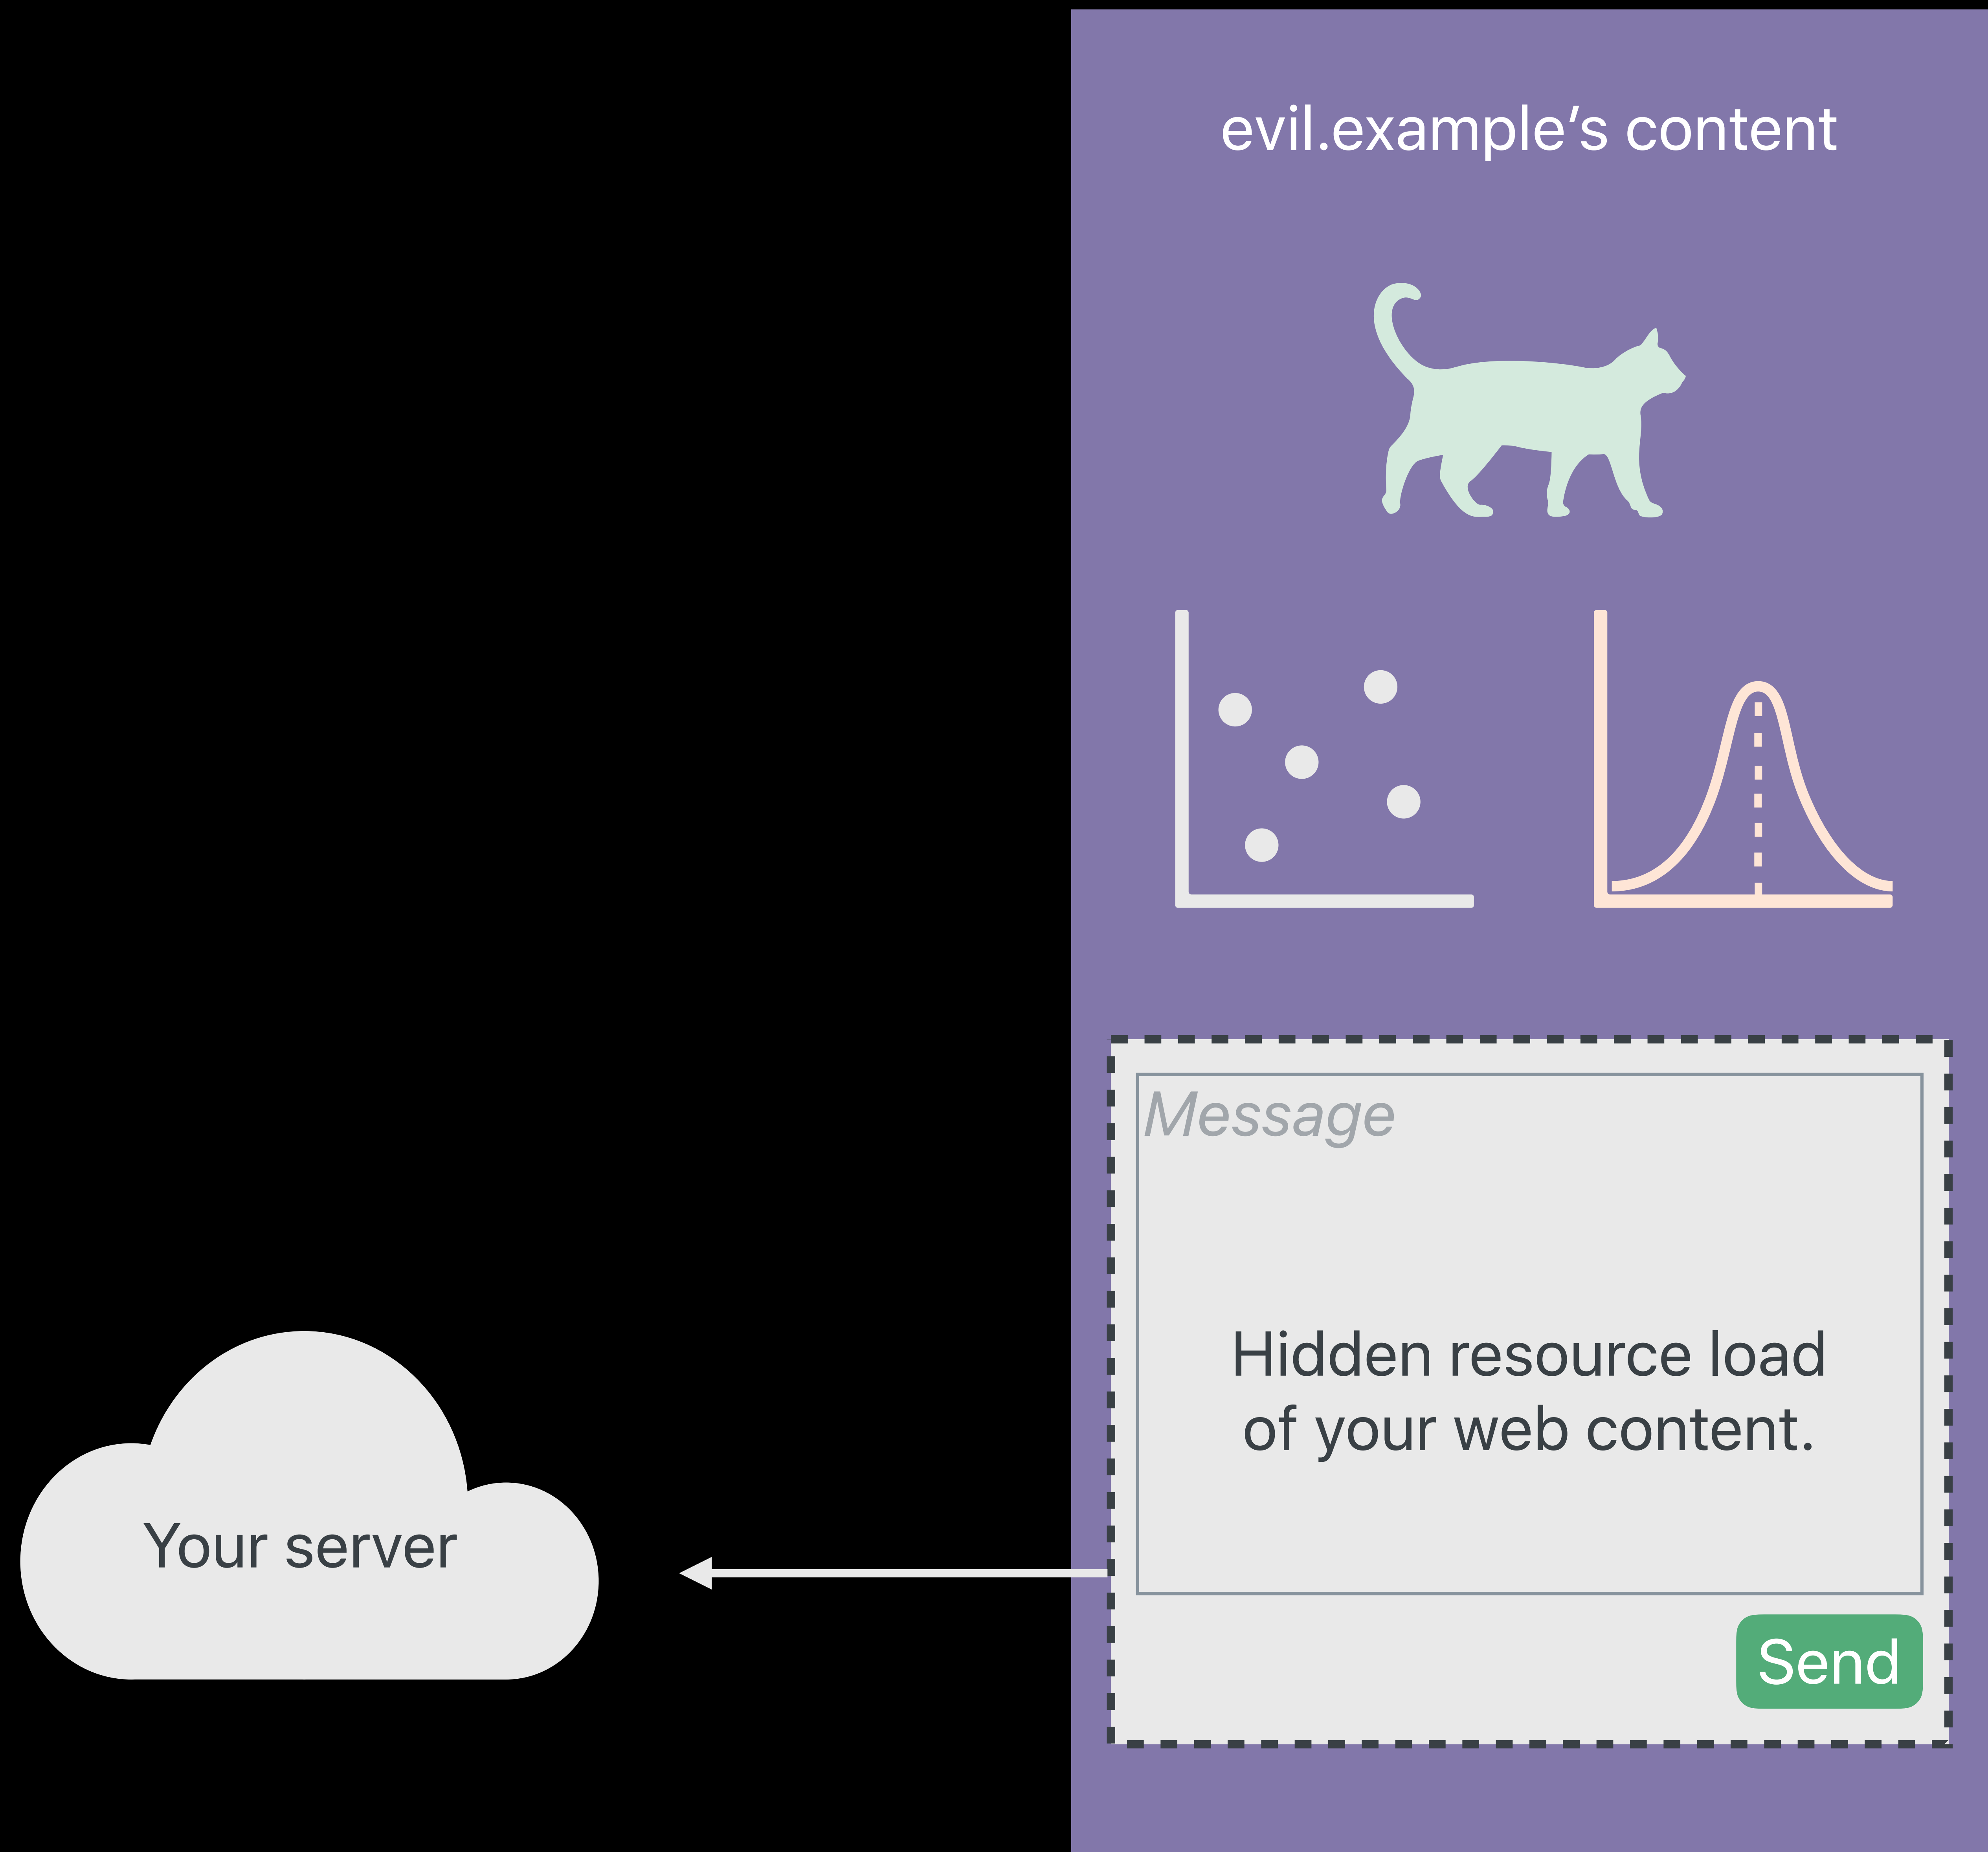 evil.example’s content
Message
Hidden resource load
of your web content.
Your server
Send